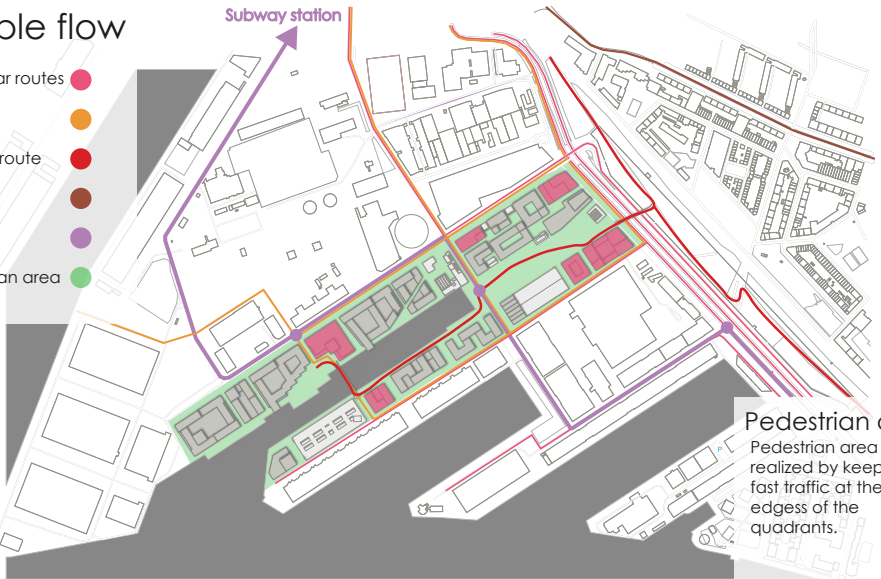 ble flow
Subway station
ar routes
route
an area
P
Pedestrian
Pedestrian area
realized by keep
fast traffic at the
edgess of the
quadrants.